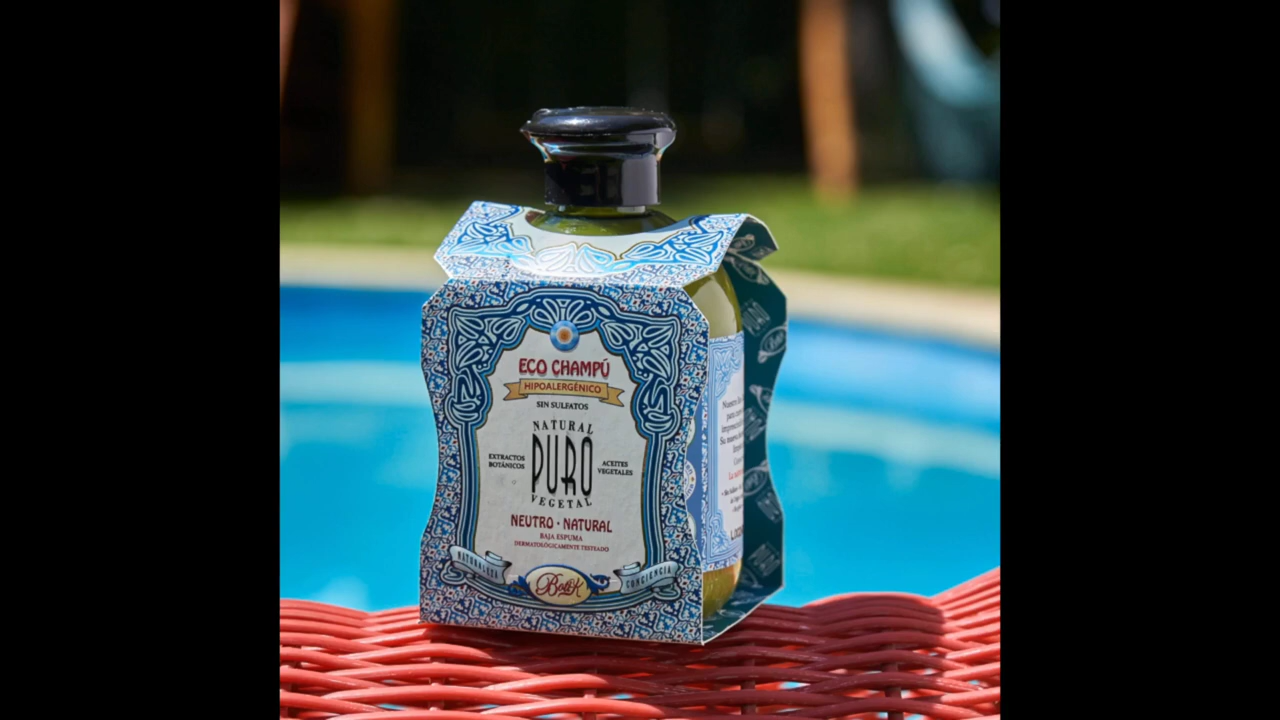 ECO CHAMPÚ
HIPOALERGÉNICO
SIN SULFATOS
NATURAL
PURO
VEGETAL
EXTRACTOS
BOTÁNICOS
ACEITES
VEGETALES
NEUTRO · NATURAL
BAJA ESPUMA
DERMATOLÓGICAMENTE TESTEADO
NATURALEZA
CONCIENCIA